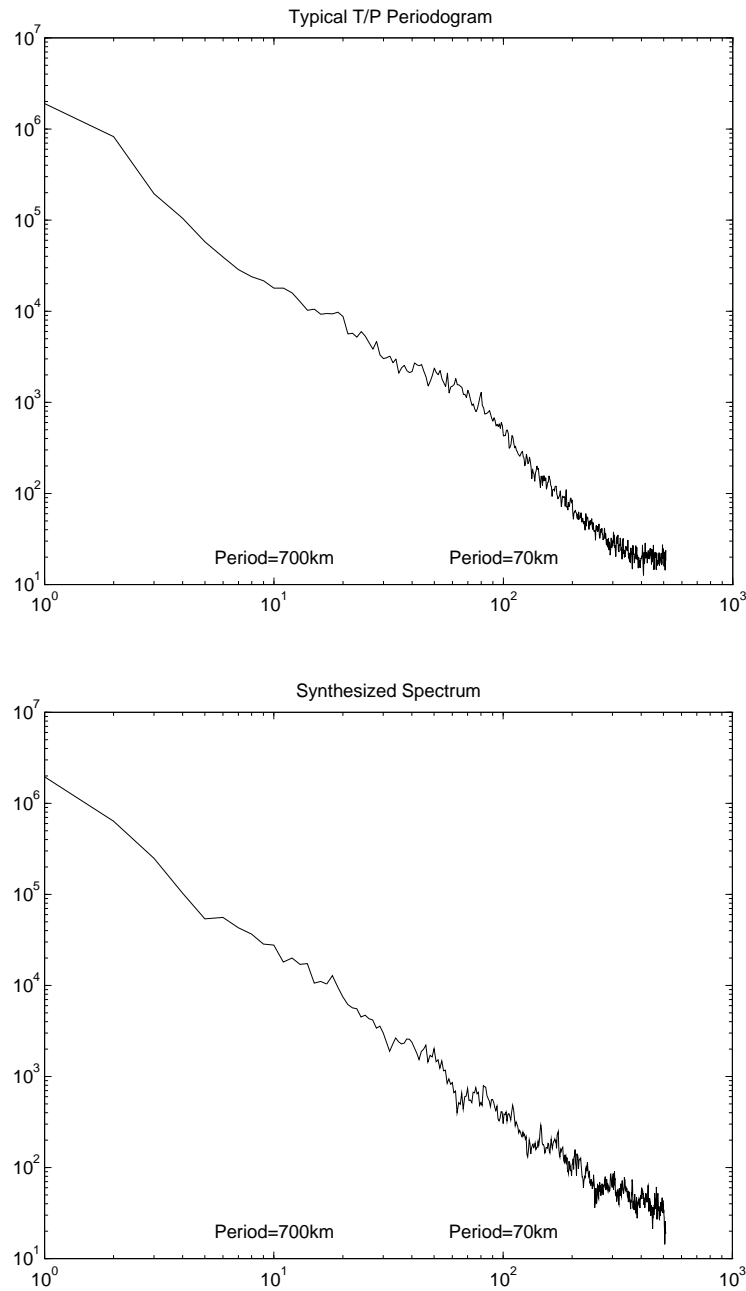 Typical T/P Periodogram
10^7
10^6
10^5
10^4
10^3
10^2
10^1
Period=700km Period=70km
10^0 10^1 10^2 10^3
Synthesized Spectrum
10^7
10^6
10^5
10^4
10^3
10^2
10^1
Period=700km Period=70km
10^0 10^1 10^2 10^3